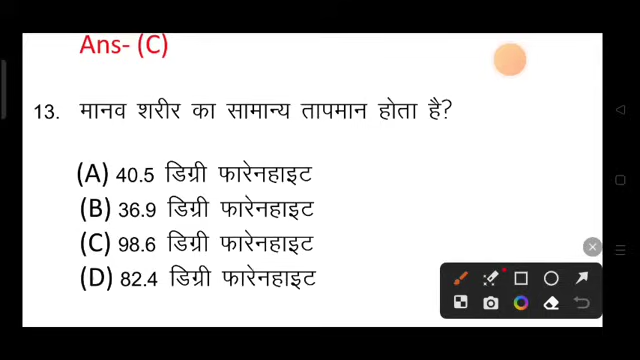 Ans- (C)
13. मानव शरीर का सामान्य तापमान होता है?
(A) 40.5 डिग्री फारेनहाइट
(B) 36.9 डिग्री फारेनहाइट
(C) 98.6 डिग्री फारेनहाइट
(D) 82.4 डिग्री फारेनहाइट